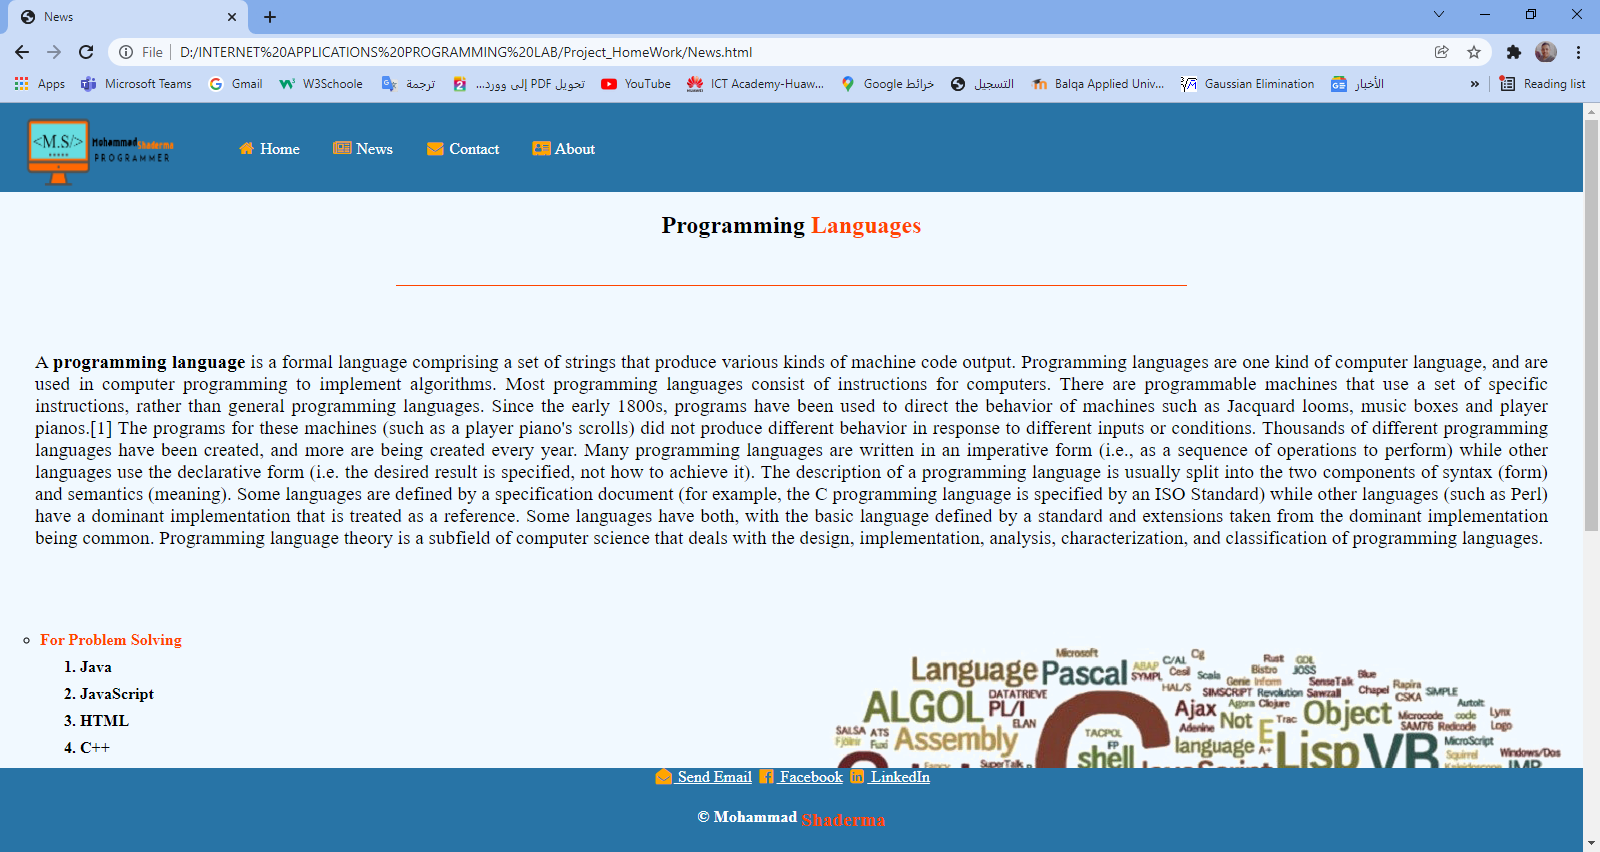 News
File D:/INTERNET%20APPLICATIONS%20PROGRAMMING%20LAB/Project_HomeWork/News.html
Apps Microsoft Teams Gmail W3Schoole ترجمة تحويل PDF إلى وورد... YouTube ICT Academy-Huaw... خرائط Google التسجيل Balqa Applied Univ... Gaussian Elimination الأخبار » Reading list
<M.S/>
MohammadShaderma
PROGRAMMER
Home News Contact About
Programming Languages
A programming language is a formal language comprising a set of strings that produce various kinds of machine code output. Programming languages are one kind of computer language, and are
used in computer programming to implement algorithms. Most programming languages consist of instructions for computers. There are programmable machines that use a set of specific
instructions, rather than general programming languages. Since the early 1800s, programs have been used to direct the behavior of machines such as Jacquard looms, music boxes and player
pianos.[1] The programs for these machines (such as a player piano's scrolls) did not produce different behavior in response to different inputs or conditions. Thousands of different programming
languages have been created, and more are being created every year. Many programming languages are written in an imperative form (i.e., as a sequence of operations to perform) while other
languages use the declarative form (i.e. the desired result is specified, not how to achieve it). The description of a programming language is usually split into the two components of syntax (form)
and semantics (meaning). Some languages are defined by a specification document (for example, the C programming language is specified by an ISO Standard) while other languages (such as Perl)
have a dominant implementation that is treated as a reference. Some languages have both, with the basic language defined by a standard and extensions taken from the dominant implementation
being common. Programming language theory is a subfield of computer science that deals with the design, implementation, analysis, characterization, and classification of programming languages.
For Problem Solving
1. Java
2. JavaScript
3. HTML
4. C++
Microsoft Cg Rust GDL
Language Pascal ABAP C/AL Cecil Scala Bistro JOSS Blue
SYMPL HAL/S Genie Inform SenseTalk Chapel Rapira
ALGOL DATATRIEVE SIMSCRIPT Revolution Sawzall CSKA SIMPLE
PL/I Ajax Agora Clojure Object AutoIt Lynx
ELAN Adenine Not E Trac Microcode code Logo
SALSA ATS TACPOL SAM76 Redcode
Fjölnir Fuxi Assembly FP shell language A+ Lisp VB MicroScript
SuperTalk C Squirrel Windows/Dos
Send Email Facebook LinkedIn
© Mohammad Shaderma